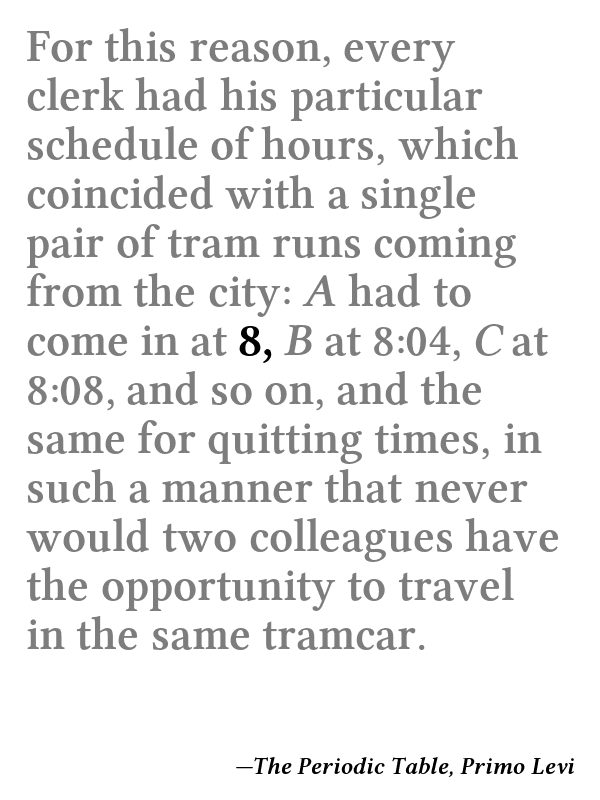 For this reason, every
clerk had his particular
schedule of hours, which
coincided with a single
pair of tram runs coming
from the city: A had to
come in at 8, B at 8:04, C at
8:08, and so on, and the
same for quitting times, in
such a manner that never
would two colleagues have
the opportunity to travel
in the same tramcar.
—The Periodic Table, Primo Levi